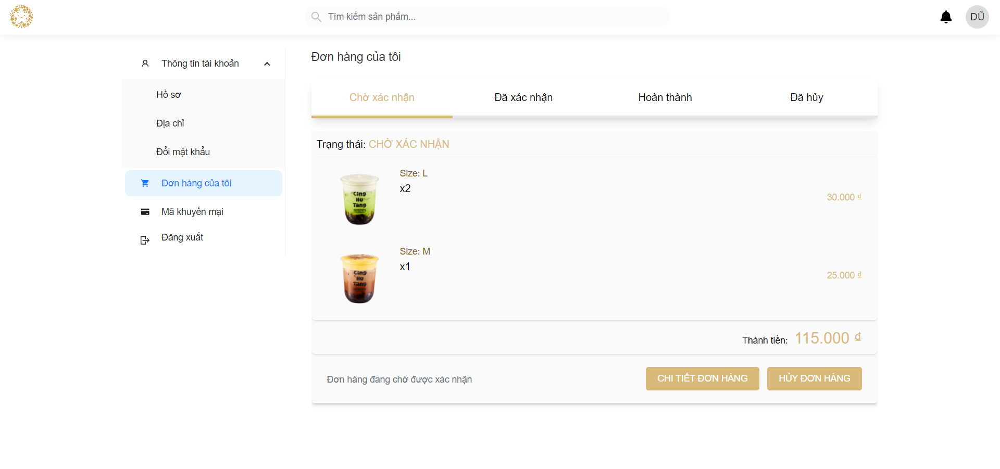 Tìm kiếm sản phẩm...
DŨ
Thông tin tài khoản
Hồ sơ
Địa chỉ
Đổi mật khẩu
Đơn hàng của tôi
Mã khuyến mại
Đăng xuất
Đơn hàng của tôi
Chờ xác nhận
Đã xác nhận
Hoàn thành
Đã hủy
Trạng thái: CHỜ XÁC NHẬN
Cing
Hu
Tang
Size: L
x2
30.000 ₫
Cing
Hu
Tang
Size: M
x1
25.000 ₫
Thành tiền: 115.000 ₫
Đơn hàng đang chờ được xác nhận
CHI TIẾT ĐƠN HÀNG
HỦY ĐƠN HÀNG